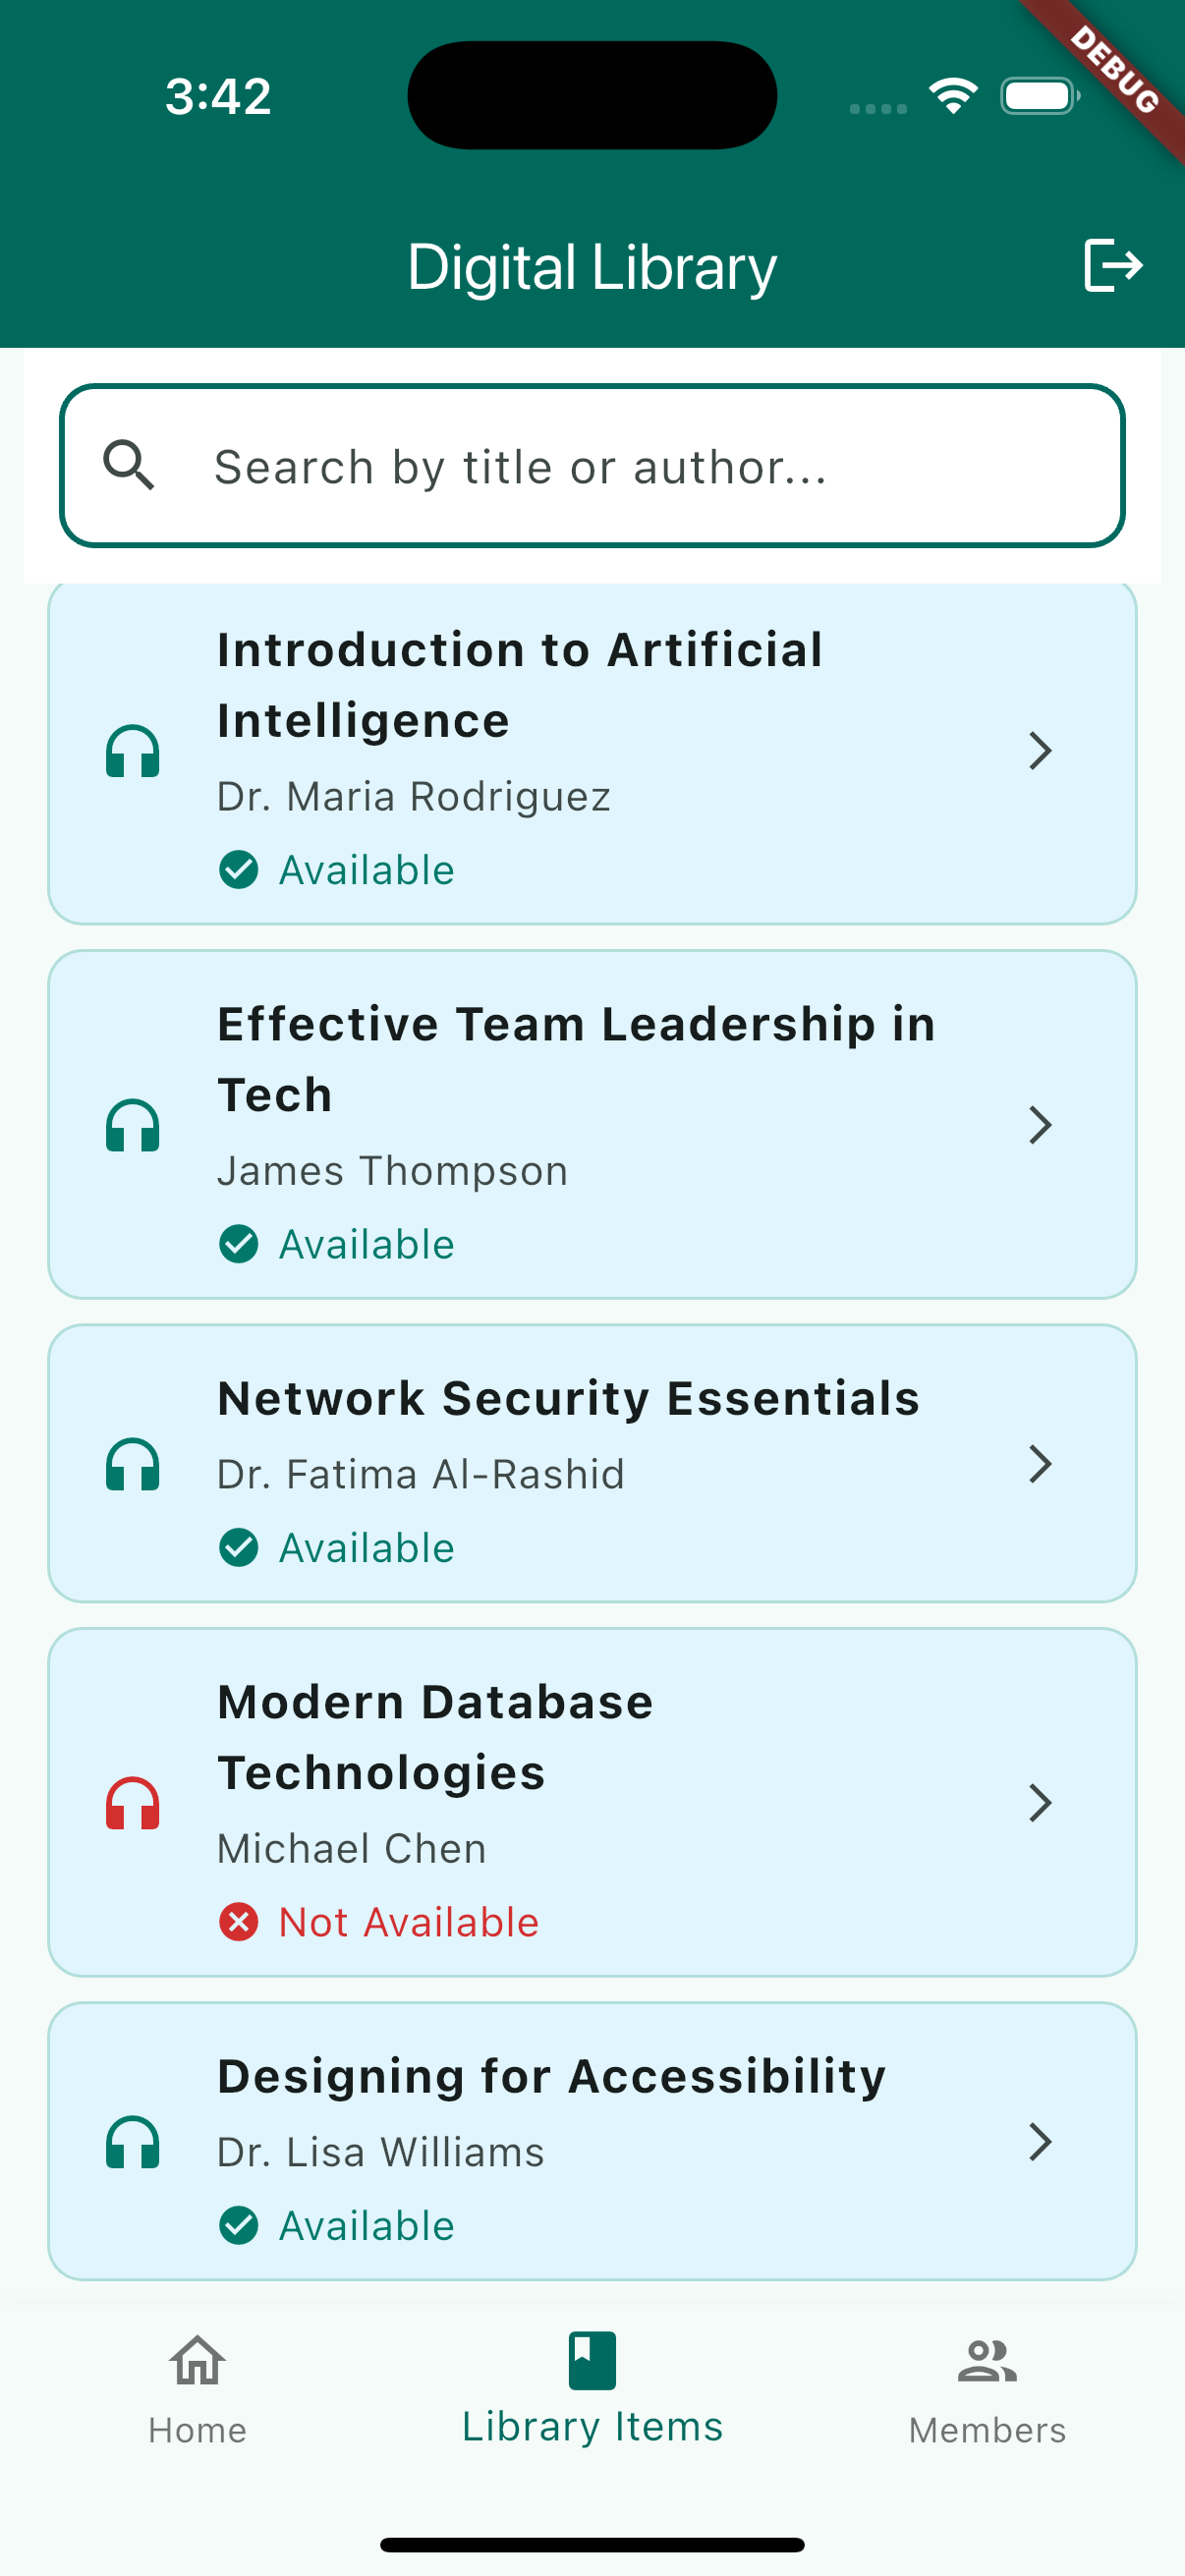 3:42
DEBUG
Digital Library
Search by title or author...
Introduction to Artificial
Intelligence
Dr. Maria Rodriguez
Available
Effective Team Leadership in
Tech
James Thompson
Available
Network Security Essentials
Dr. Fatima Al-Rashid
Available
Modern Database
Technologies
Michael Chen
Not Available
Designing for Accessibility
Dr. Lisa Williams
Available
Home
Library Items
Members